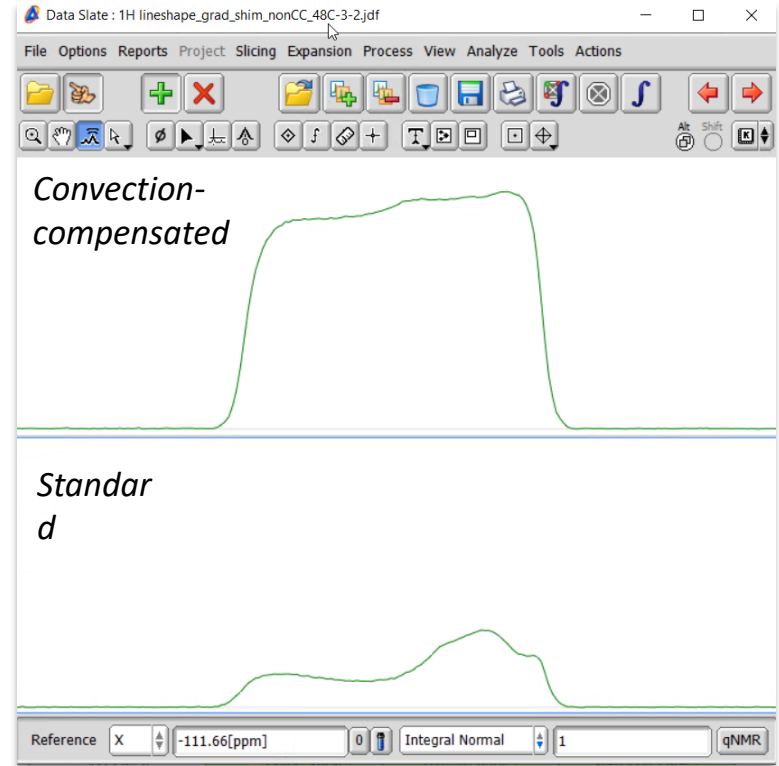 Data Slate : 1H lineshape_grad_shim_nonCC_48C-3-2.jdf
File Options Reports Project Slicing Expansion Process View Analyze Tools Actions
Alt Shift
Convection-
compensated
Standar
d
Reference X -111.66[ppm] 0 Integral Normal 1 qNMR